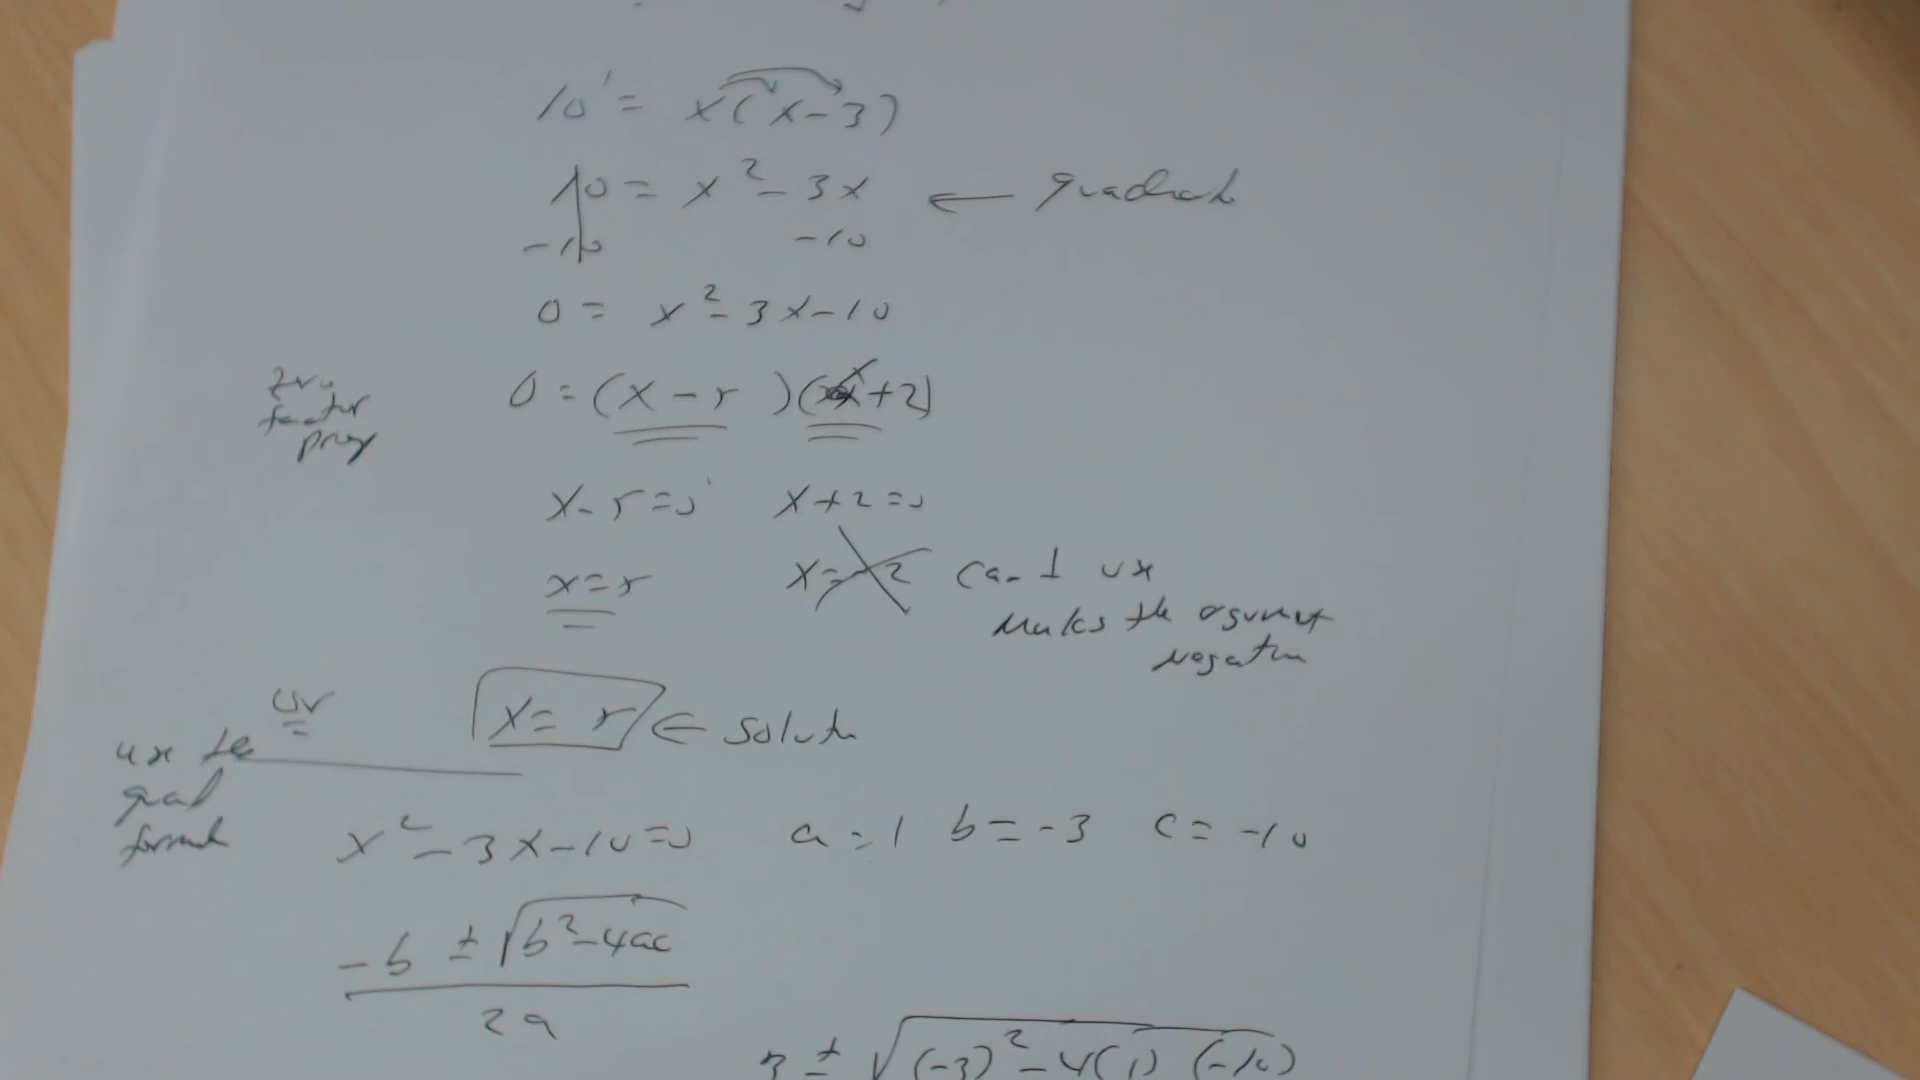 10 = x(x-3)
10 = x² - 3x ← quadratic
-10 -10
0 = x² - 3x - 10
zero factor prop
0 = (x - 5)(x + 2)
x - 5 = 0 x + 2 = 0
x = 5 x = -2 can't use
makes the argument
negative
or
x = 5 ← solution
use the
quad
formula
x² - 3x - 10 = 0 a = 1 b = -3 c = -10
-b ± √b² - 4ac
2a
3 ± √(-3)² - 4(1)(-10)